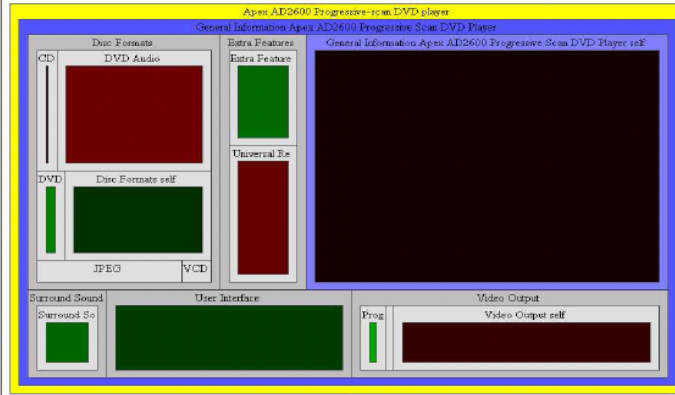 Apex AD2600 Progressive-scan DVD player
General Information Apex AD2600 Progressive Scan DVD Player
Disc Formats
Extra Features
General Information Apex AD2600 Progressive Scan DVD Player self
CD
DVD Audio
Extra Feature
Universal Re
DVD
Disc Formats self
JPEG
VCD
Surround Sound
User Interface
Video Output
Surround So
Prog
Video Output self